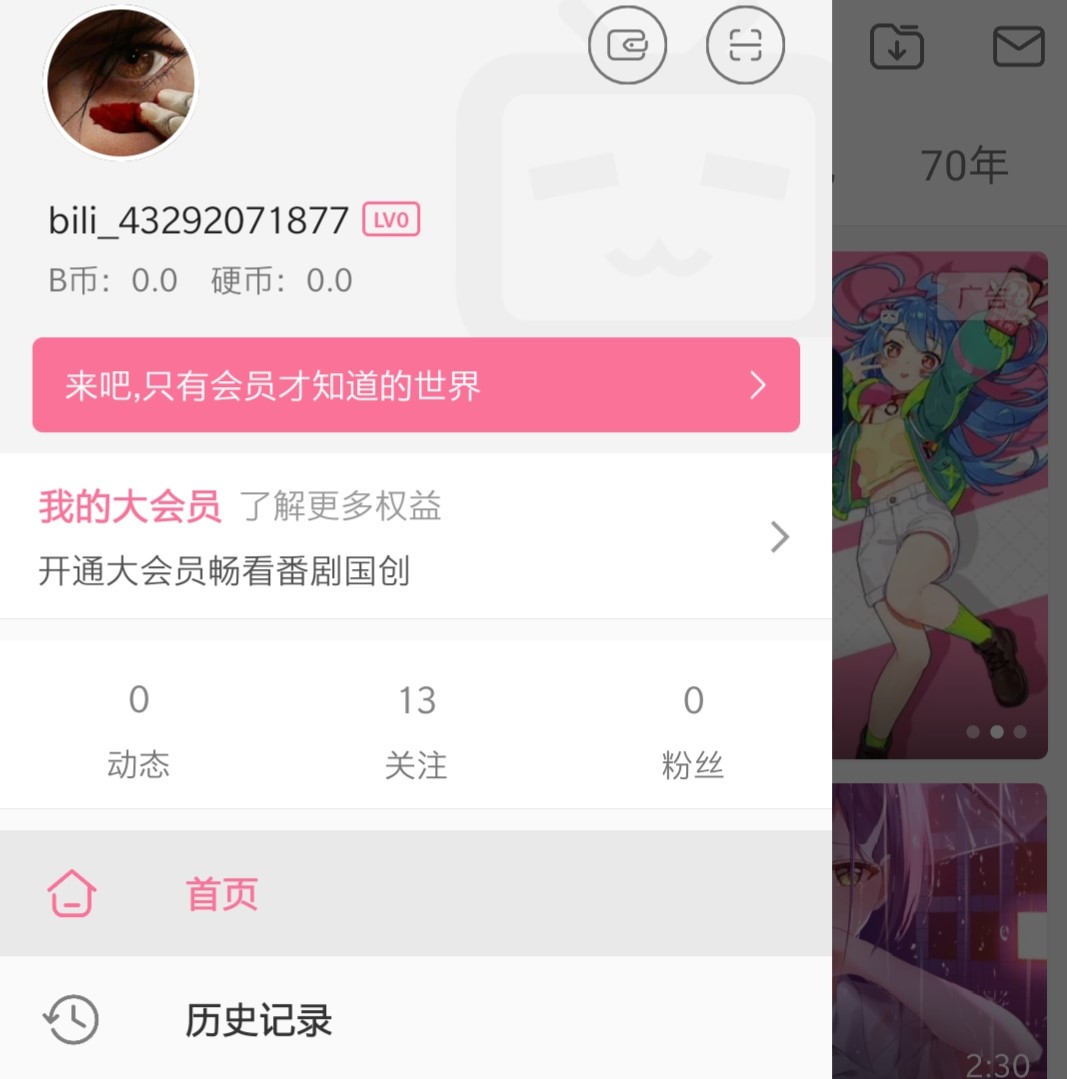 bili_43292071877 LV0
B币：0.0 硬币：0.0
来吧,只有会员才知道的世界
我的大会员 了解更多权益
开通大会员畅看番剧国创
0 13 0
动态 关注 粉丝
首页
历史记录
70年
广告
2:30